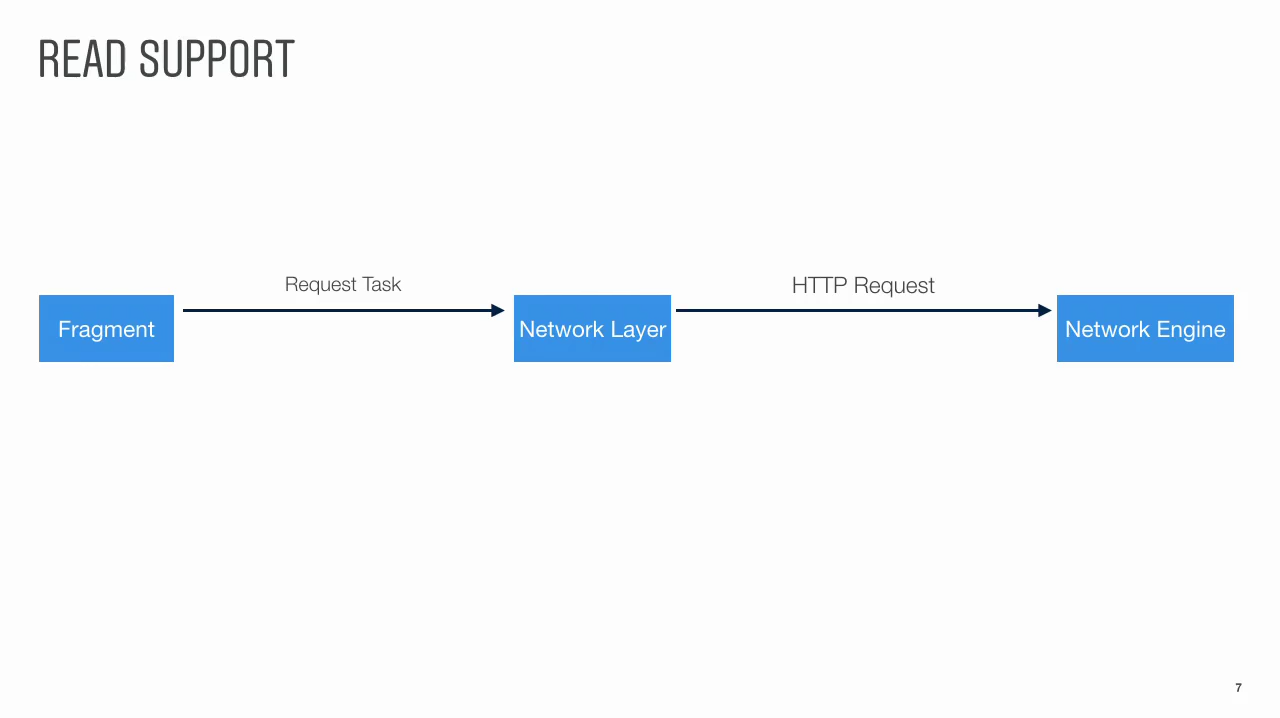 READ SUPPORT
Request Task
HTTP Request
Fragment
Network Layer
Network Engine
7